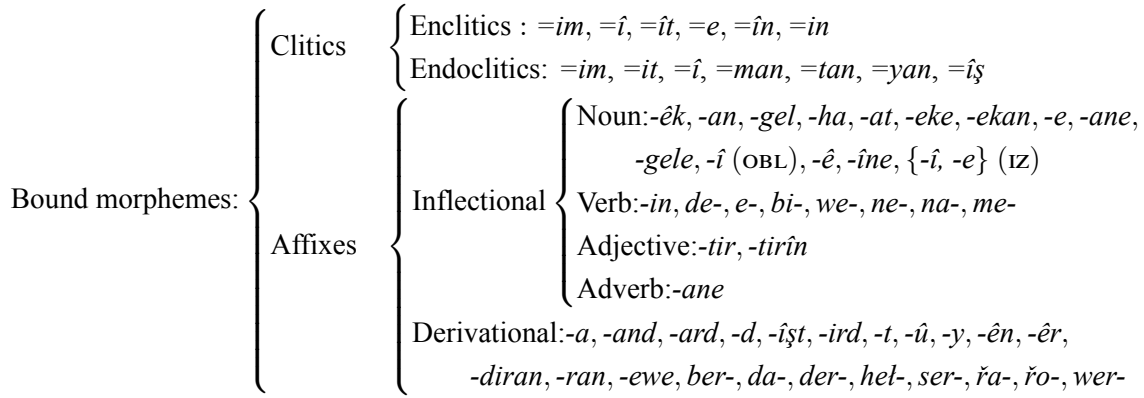 Enclitics : =im, =î, =ît, =e, =în, =in
Clitics
Endoclitics: =im, =it, =î, =man, =tan, =yan, =îş
Noun:-êk, -an, -gel, -ha, -at, -eke, -ekan, -e, -ane,
-gele, -î (OBL), -ê, -îne, {-î, -e} (IZ)
Bound morphemes:
Inflectional
Verb:-in, de-, e-, bi-, we-, ne-, na-, me-
Affixes
Adjective:-tir, -tirîn
Adverb:-ane
Derivational:-a, -and, -ard, -d, -îşt, -ird, -t, -û, -y, -ên, -êr,
-diran, -ran, -ewe, ber-, da-, der-, heł-, ser-, řa-, řo-, wer-